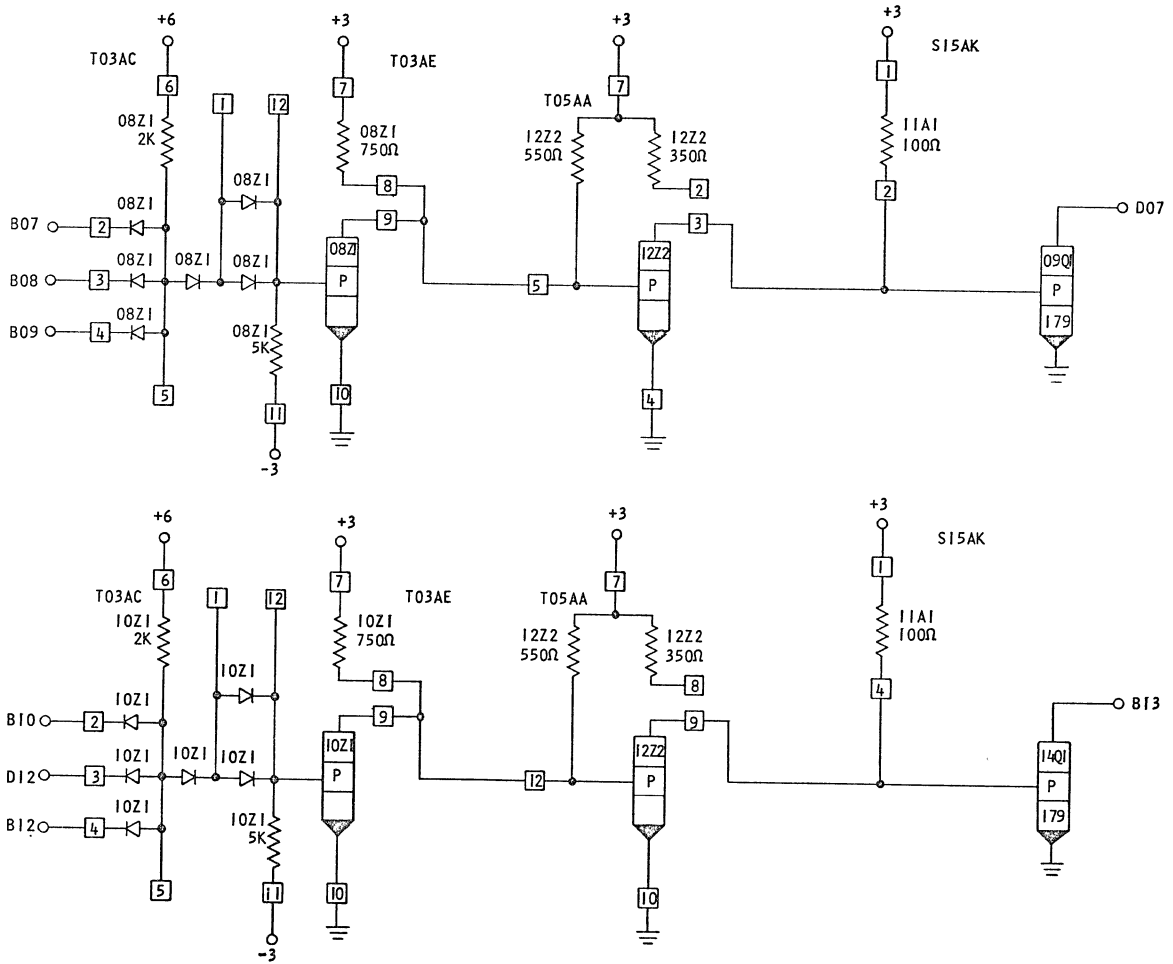 +6
+3
+3
+3
T03AC
T03AE
S15AK
6
7
7
1
T05AA
1
12
08Z1
2K
08Z1
750Ω
12Z2
550Ω
12Z2
350Ω
11A1
100Ω
08Z1
8
2
2
B07
2
08Z1
9
3
D07
08Z1
08Z1
08Z1
08Z1
12Z2
09Q1
B08
3
P
5
P
P
B09
4
08Z1
08Z1
5K
179
5
10
4
11
-3
+6
+3
+3
+3
S15AK
6
7
7
1
T03AC
1
12
T03AE
T05AA
10Z1
2K
10Z1
750Ω
12Z2
550Ω
12Z2
350Ω
11A1
100Ω
10Z1
8
8
4
B10
2
10Z1
9
9
B13
10Z1
10Z1
10Z1
10Z1
12Z2
14Q1
D12
3
P
12
P
P
B12
4
10Z1
10Z1
5K
179
5
11
10
10
-3